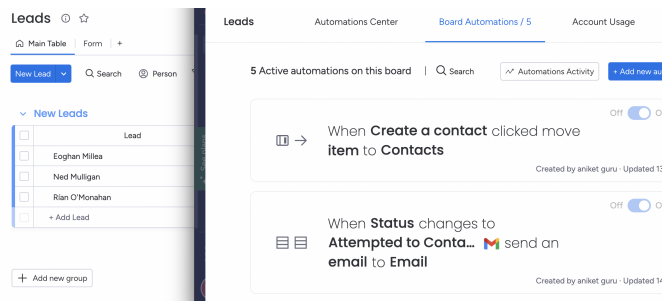 Leads
Main Table
Form
+
New Lead
Search
Person
New Leads
Lead
Eoghan Millea
Ned Mulligan
Rían O'Monahan
+ Add Lead
+ Add new group
Leads
Automations Center
Board Automations / 5
Account Usage
5 Active automations on this board
Search
Automations Activity
+ Add new au
Off
When Create a contact clicked move
item to Contacts
Created by aniket guru · Updated 13
Off
When Status changes to
Attempted to Conta... send an
email to Email
Created by aniket guru · Updated 14